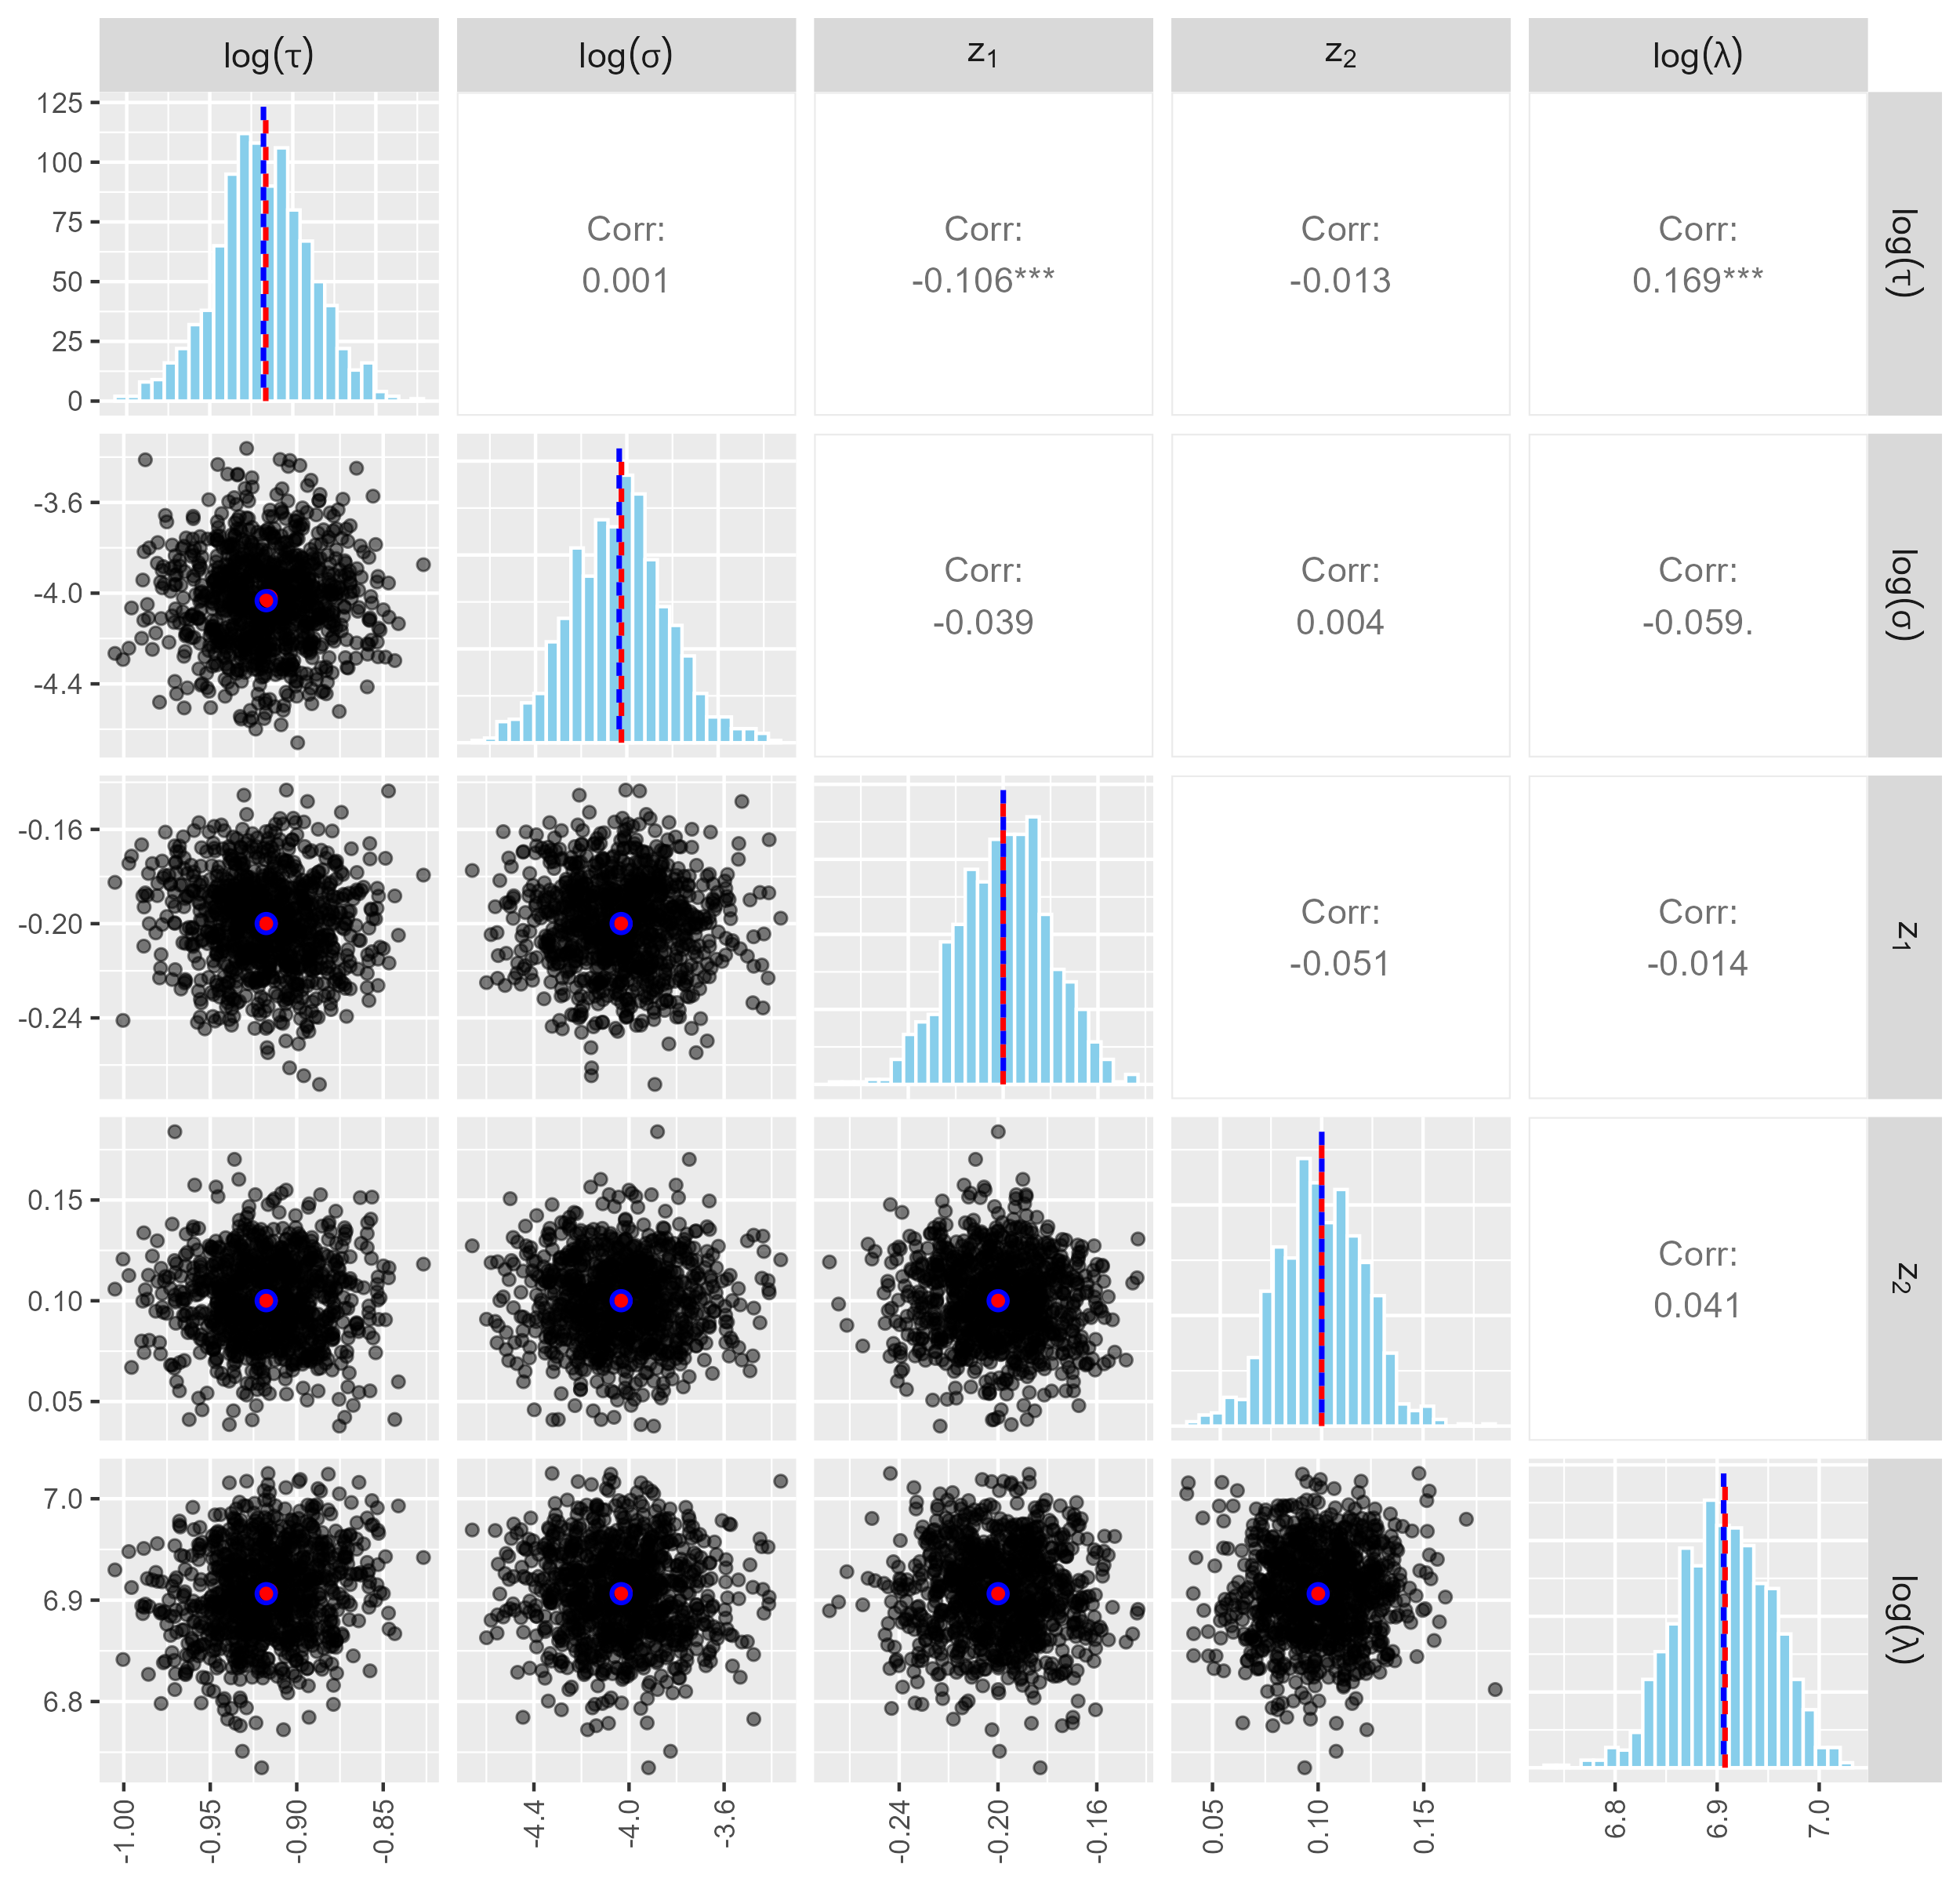 log(τ) log(σ) z₁ z₂ log(λ)
125
100
75
50
25
0
Corr:
0.001
Corr:
-0.106***
Corr:
-0.013
Corr:
0.169***
log(τ)
-3.6
-4.0
-4.4
Corr:
-0.039
Corr:
0.004
Corr:
-0.059.
log(σ)
-0.16
-0.20
-0.24
Corr:
-0.051
Corr:
-0.014
z₁
0.15
0.10
0.05
Corr:
0.041
z₂
7.0
6.9
6.8
log(λ)
-1.00 -0.95 -0.90 -0.85
-4.4 -4.0 -3.6
-0.24 -0.20 -0.16
0.05 0.10 0.15
6.8 6.9 7.0